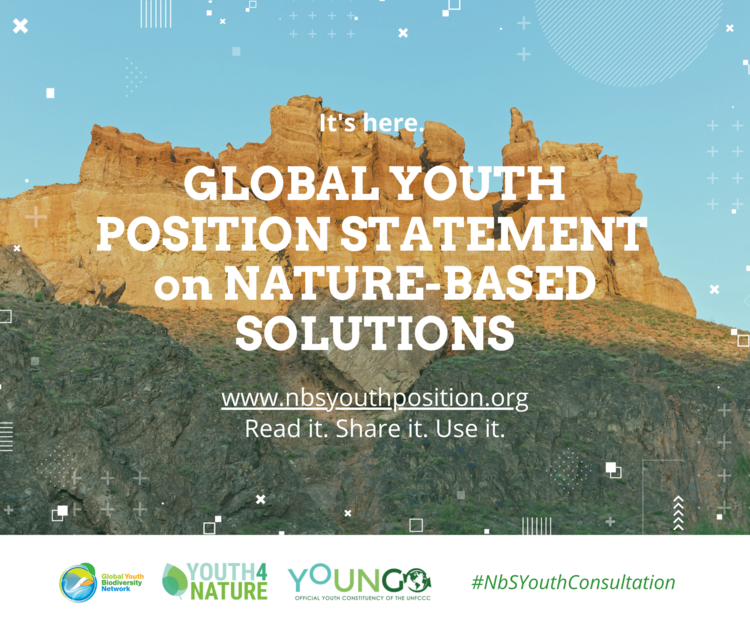 It's here.
GLOBAL YOUTH
POSITION STATEMENT
on NATURE-BASED
SOLUTIONS
www.nbsyouthposition.org
Read it. Share it. Use it.
Global Youth
Biodiversity
Network
YOUTH4
NATURE
YOUNGO
OFFICIAL YOUTH CONSTITUENCY OF THE UNFCCC
#NbSYouthConsultation